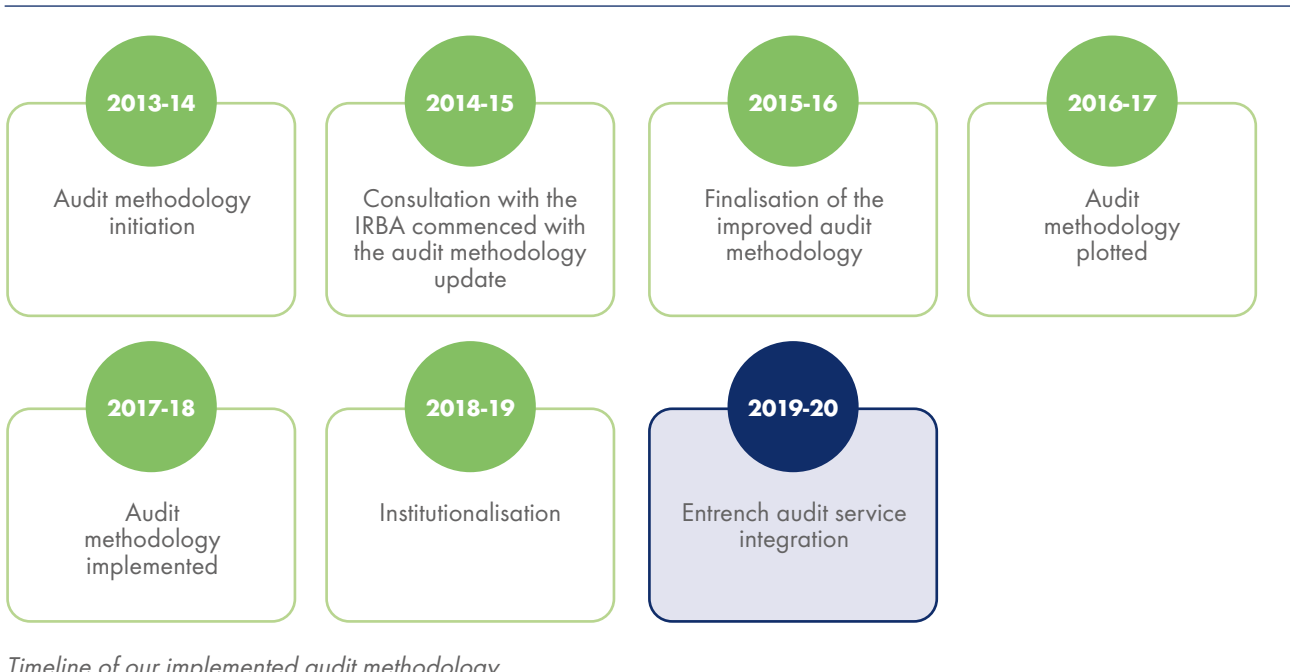 2013-14
Audit methodology
initiation
2014-15
Consultation with the
IRBA commenced with
the audit methodology
update
2015-16
Finalisation of the
improved audit
methodology
2016-17
Audit
methodology
plotted
2017-18
Audit
methodology
implemented
2018-19
Institutionalisation
2019-20
Entrench audit service
integration
Timeline of our implemented audit methodology